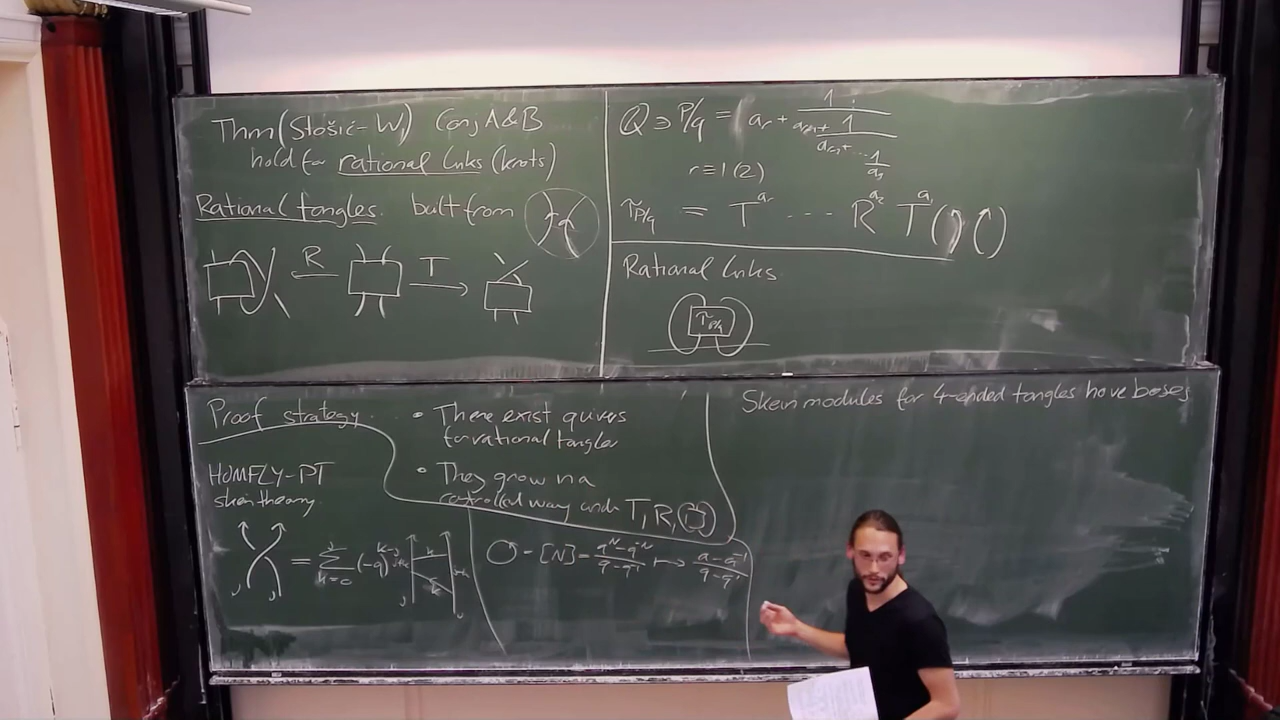 Thm (Stošić-W,) Conj A&B
hold for rational links (knots)
Rational tangles. built from
R T
Q ∋ P/q = a_r + 1/(a_{r-1} + 1/(a_{r-2} + ... 1/a_1))
r ≡ 1 (2)
τ_{P/q} = T^{a_r} ---- R^{a_2} T^{a_1}
Rational links
τ_{P/q}
Proof strategy
• There exist quivers
for rational tangles
• They grow in a
controlled way under T, R,
HOMFLY-PT
skein theory
= Σ_{k=0}^{j} (-q)
= [N] = (q^N - q^{-N})/(q - q^{-1}) ↦ (a - a^{-1})/(q - q^{-1})
Skein modules for 4-ended tangles have bases